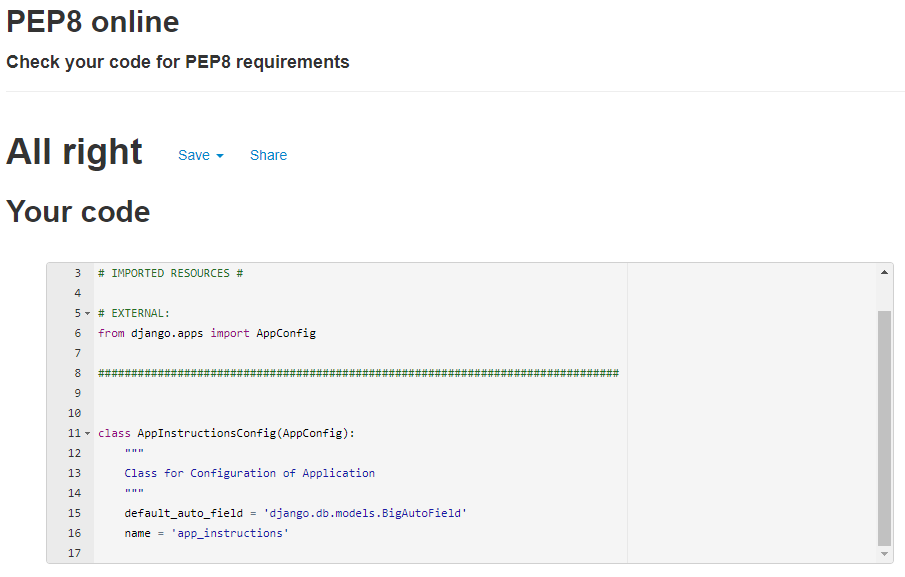 PEP8 online
Check your code for PEP8 requirements
All right Save Share
Your code
3 # IMPORTED RESOURCES #
4
5 # EXTERNAL:
6 from django.apps import AppConfig
7
8 ###############################################################################
9
10
11 class AppInstructionsConfig(AppConfig):
12 """
13 Class for Configuration of Application
14 """
15 default_auto_field = 'django.db.models.BigAutoField'
16 name = 'app_instructions'
17